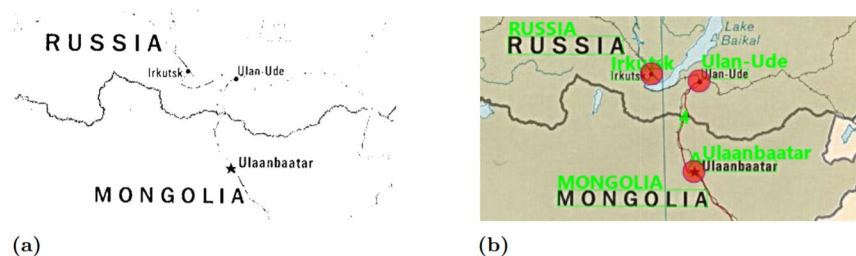 RUSSIA
Irkutsk
Ulan-Ude
Ulaanbaatar
MONGOLIA
(a)
RUSSIA
RUSSIA
Lake
Baikal
Irkutsk
Irkuts
Ulan-Ude
Ulan-Ude
Ulaanbaatar
Ulaanbaatar
MONGOLIA
MONGOLIA
(b)